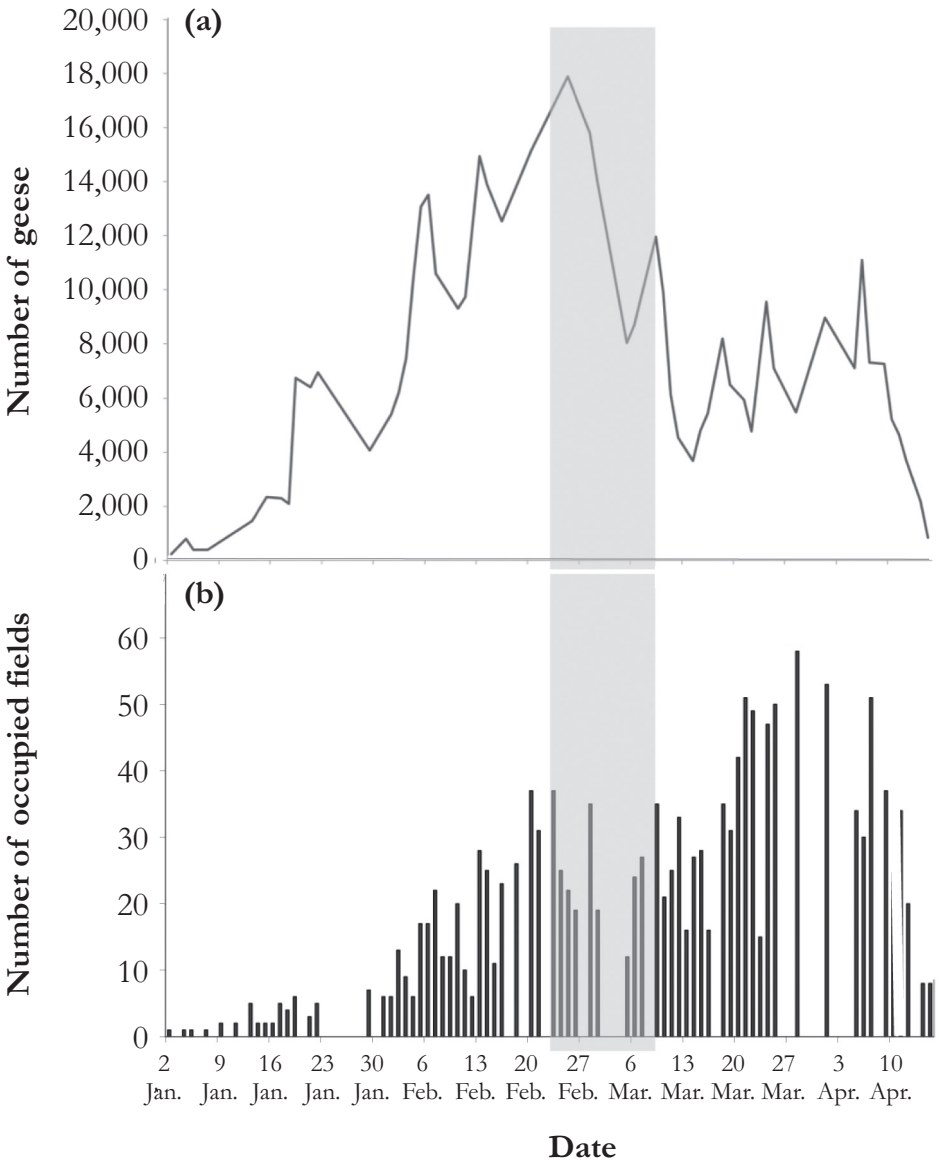 (a)
20,000
18,000
16,000
14,000
12,000
10,000
8,000
6,000
4,000
2,000
0
Number of geese
(b)
60
50
40
30
20
10
0
Number of occupied fields
2 9 16 23 30 6 13 20 27 6 13 20 27 3 10
Jan. Jan. Jan. Jan. Jan. Feb. Feb. Feb. Feb. Mar. Mar. Mar. Mar. Apr. Apr.
Date